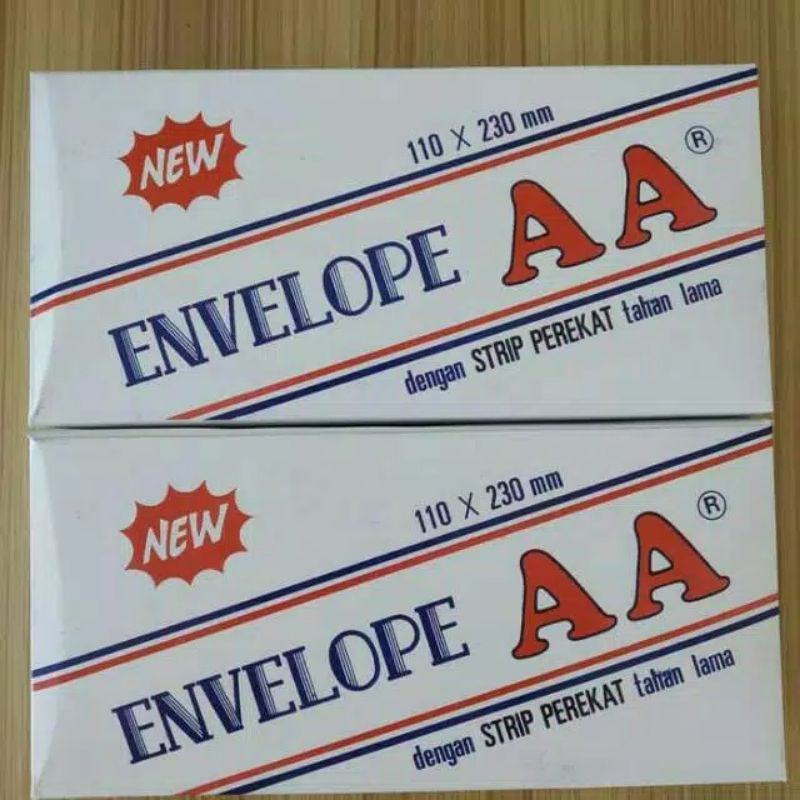 NEW
110 X 230 mm
ENVELOPE AA ®
dengan STRIP PEREKAT tahan lama
NEW
110 X 230 mm
ENVELOPE AA ®
dengan STRIP PEREKAT tahan lama